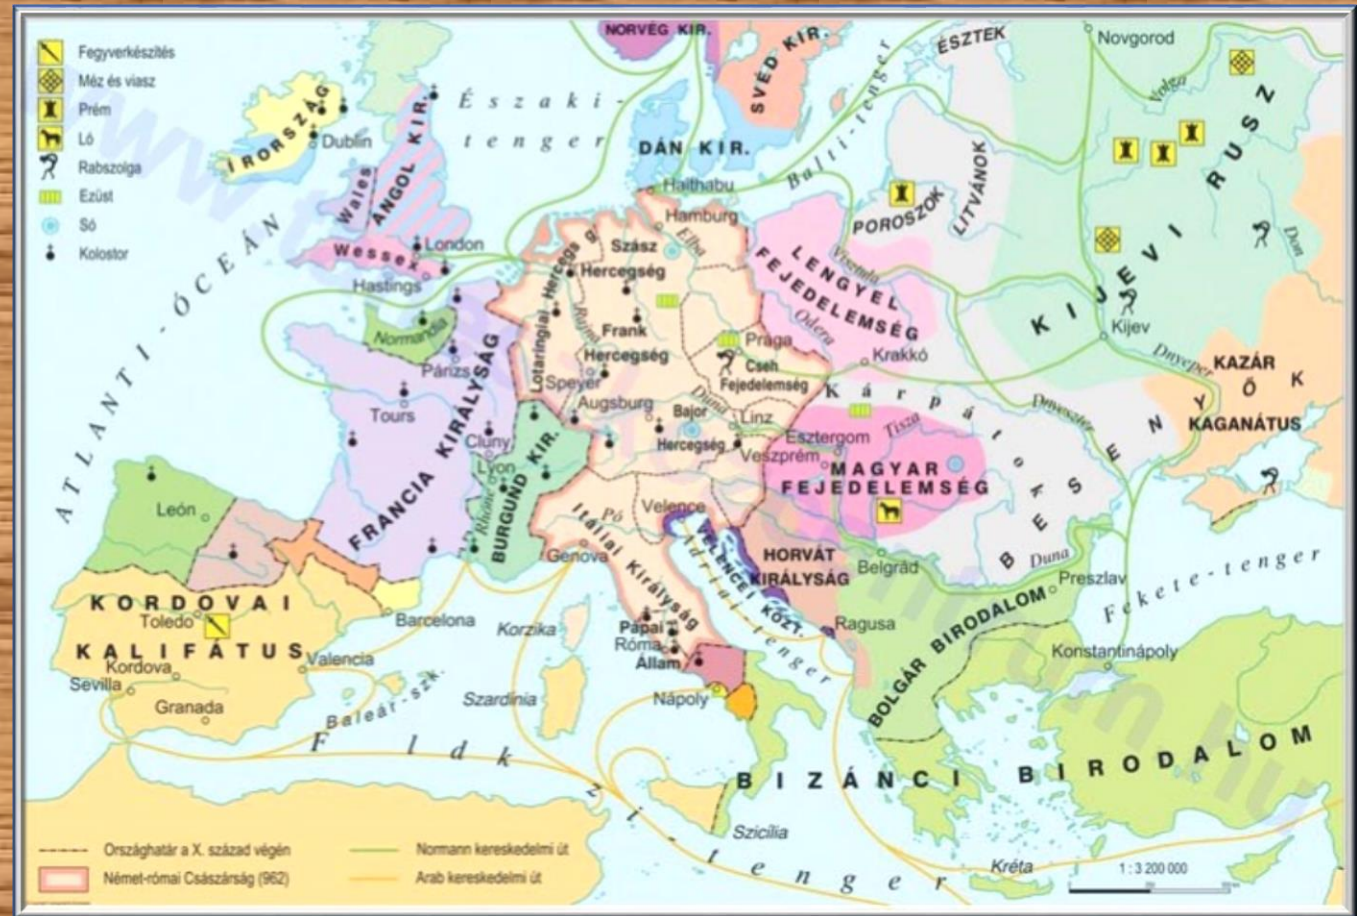 Fegyverkészítés
Méz és viasz
Prém
Ló
Rabszolga
Ezüst
Só
Kolostor
NORVÉG KIR.
SVÉD KIR.
ÉSZTEK
Novgorod
Volga
ÍRORSZÁG
Dublin
ANGOL KIR.
Wales
Wessex
London
Hastings
Északi-
tenger
DÁN KIR.
Haithabu
Hamburg
Balti-tenger
POROSZOK
LITVÁNOK
KIJEVI RUSZ
Don
Kijev
Dnyeper
ATLANTI-ÓCEÁN
Normandia
Párizs
Tours
FRANCIA KIRÁLYSÁG
Cluny
Lyon
Rhône
BURGUND KIR.
Lotaringiai Hercegség
Szász
Hercegség
Elba
Rajna
Frank
Hercegség
Speyer
Augsburg
Bajor
Hercegség
Duna
Linz
Prága
Cseh
Fejedelemség
LENGYEL
FEJEDELEMSÉG
Visztula
Odera
Krakkó
Kárpátok
Dnyeszter
BESENYŐK
KAZÁR
KAGANÁTUS
Esztergom
Veszprém
Tisza
MAGYAR
FEJEDELEMSÉG
León
KORDOVAI
KALIFÁTUS
Toledo
Kordova
Sevilla
Granada
Valencia
Barcelona
Baleár-szk.
Korzika
Szardínia
Genova
Pó
Velence
Itáliai Királyság
Pápai
Állam
Róma
Nápoly
VELENCEI KÖZT.
Adriai-tenger
HORVÁT
KIRÁLYSÁG
Belgrád
Ragusa
BOLGÁR BIRODALOM
Duna
Preszlav
Fekete-tenger
Konstantinápoly
BIZÁNCI BIRODALOM
Szicília
Kréta
F ldk zi-tenger
1 : 3 200 000
Országhatár a X. század végén
Német-római Császárság (962)
Normann kereskedelmi út
Arab kereskedelmi út